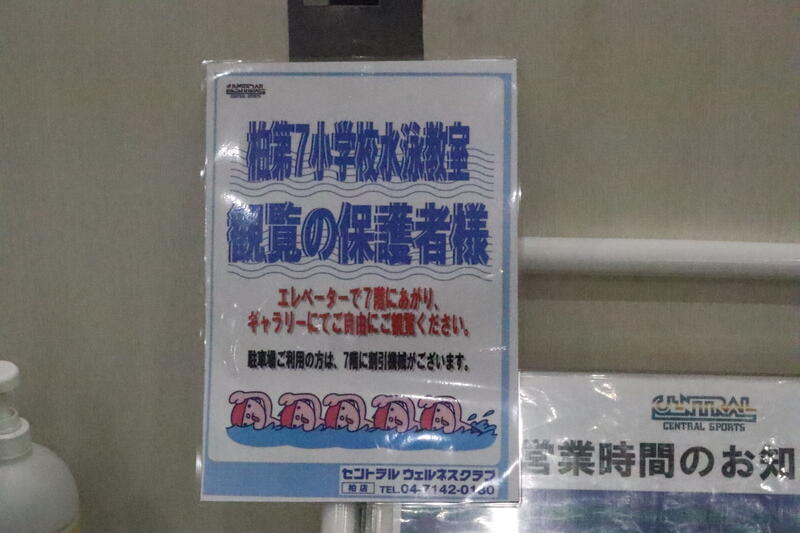 CENTRAL
CENTRAL SPORTS
柏第7小学校水泳教室
観覧の保護者様
エレベーターで7階にあがり、
ギャラリーにてご自由にご観覧ください。
駐車場ご利用の方は、7階に割引機械がございます。
セントラル ウェルネスクラブ
柏店 TEL.04-7142-0130
CENTRAL
CENTRAL SPORTS
営業時間のお知